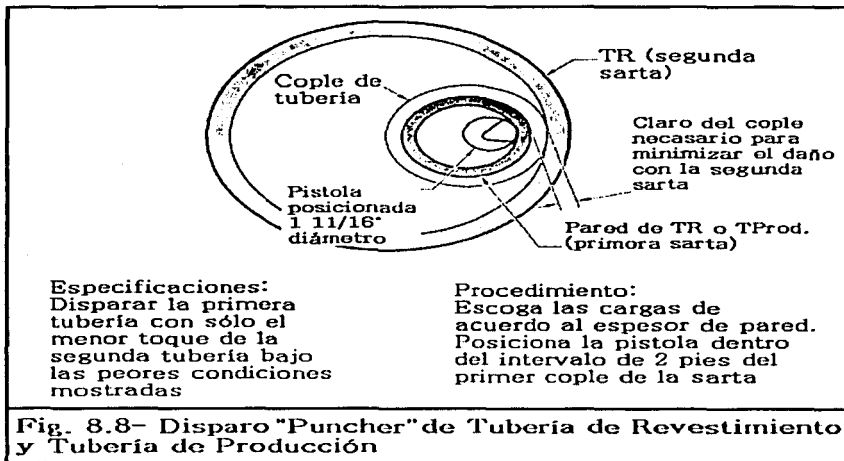 TR (segunda
sarta)
Cople de
tubería
Claro del cople
necasario para
minimizar el daño
con la segunda
sarta
Pistola
posicionada
1 11/16"
diámetro
Pared de TR o TProd.
(primora sarta)
Especificaciones:
Disparar la primera
tubería con sólo el
menor toque de la
segunda tubería bajo
las peores condiciones
mostradas
Procedimiento:
Escoga las cargas de
acuerdo al espesor de pared.
Posiciona la pistola dentro
del intervalo de 2 pies del
primer cople de la sarta
Fig. 8.8- Disparo "Puncher" de Tubería de Revestimiento
y Tubería de Producción